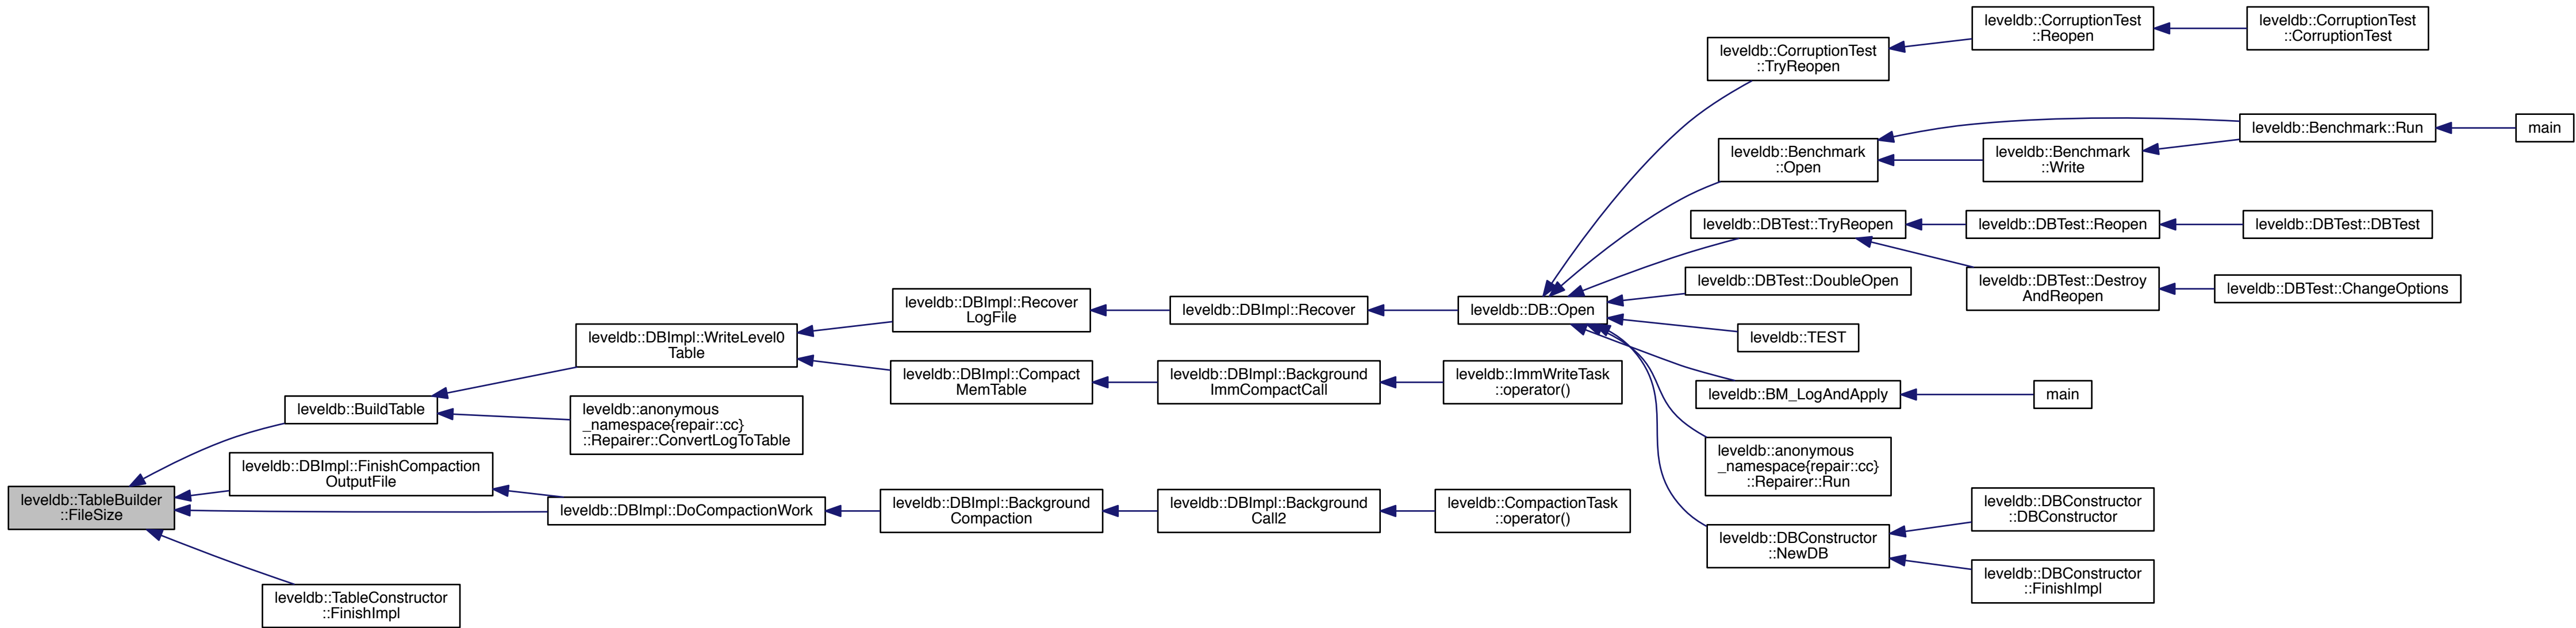 leveldb::TableBuilder
::FileSize
leveldb::BuildTable
leveldb::DBImpl::FinishCompaction
OutputFile
leveldb::TableConstructor
::FinishImpl
leveldb::DBImpl::WriteLevel0
Table
leveldb::anonymous
_namespace{repair::cc}
::Repairer::ConvertLogToTable
leveldb::DBImpl::DoCompactionWork
leveldb::DBImpl::Recover
LogFile
leveldb::DBImpl::Compact
MemTable
leveldb::DBImpl::Background
Compaction
leveldb::DBImpl::Recover
leveldb::DBImpl::Background
ImmCompactCall
leveldb::DBImpl::Background
Call2
leveldb::DB::Open
leveldb::ImmWriteTask
::operator()
leveldb::CompactionTask
::operator()
leveldb::CorruptionTest
::TryReopen
leveldb::Benchmark
::Open
leveldb::DBTest::TryReopen
leveldb::DBTest::DoubleOpen
leveldb::TEST
leveldb::BM_LogAndApply
leveldb::anonymous
_namespace{repair::cc}
::Repairer::Run
leveldb::DBConstructor
::NewDB
leveldb::CorruptionTest
::Reopen
leveldb::Benchmark
::Write
leveldb::DBTest::Reopen
leveldb::DBTest::Destroy
AndReopen
main
leveldb::DBConstructor
::DBConstructor
leveldb::DBConstructor
::FinishImpl
leveldb::CorruptionTest
::CorruptionTest
leveldb::Benchmark::Run
leveldb::DBTest::DBTest
leveldb::DBTest::ChangeOptions
main